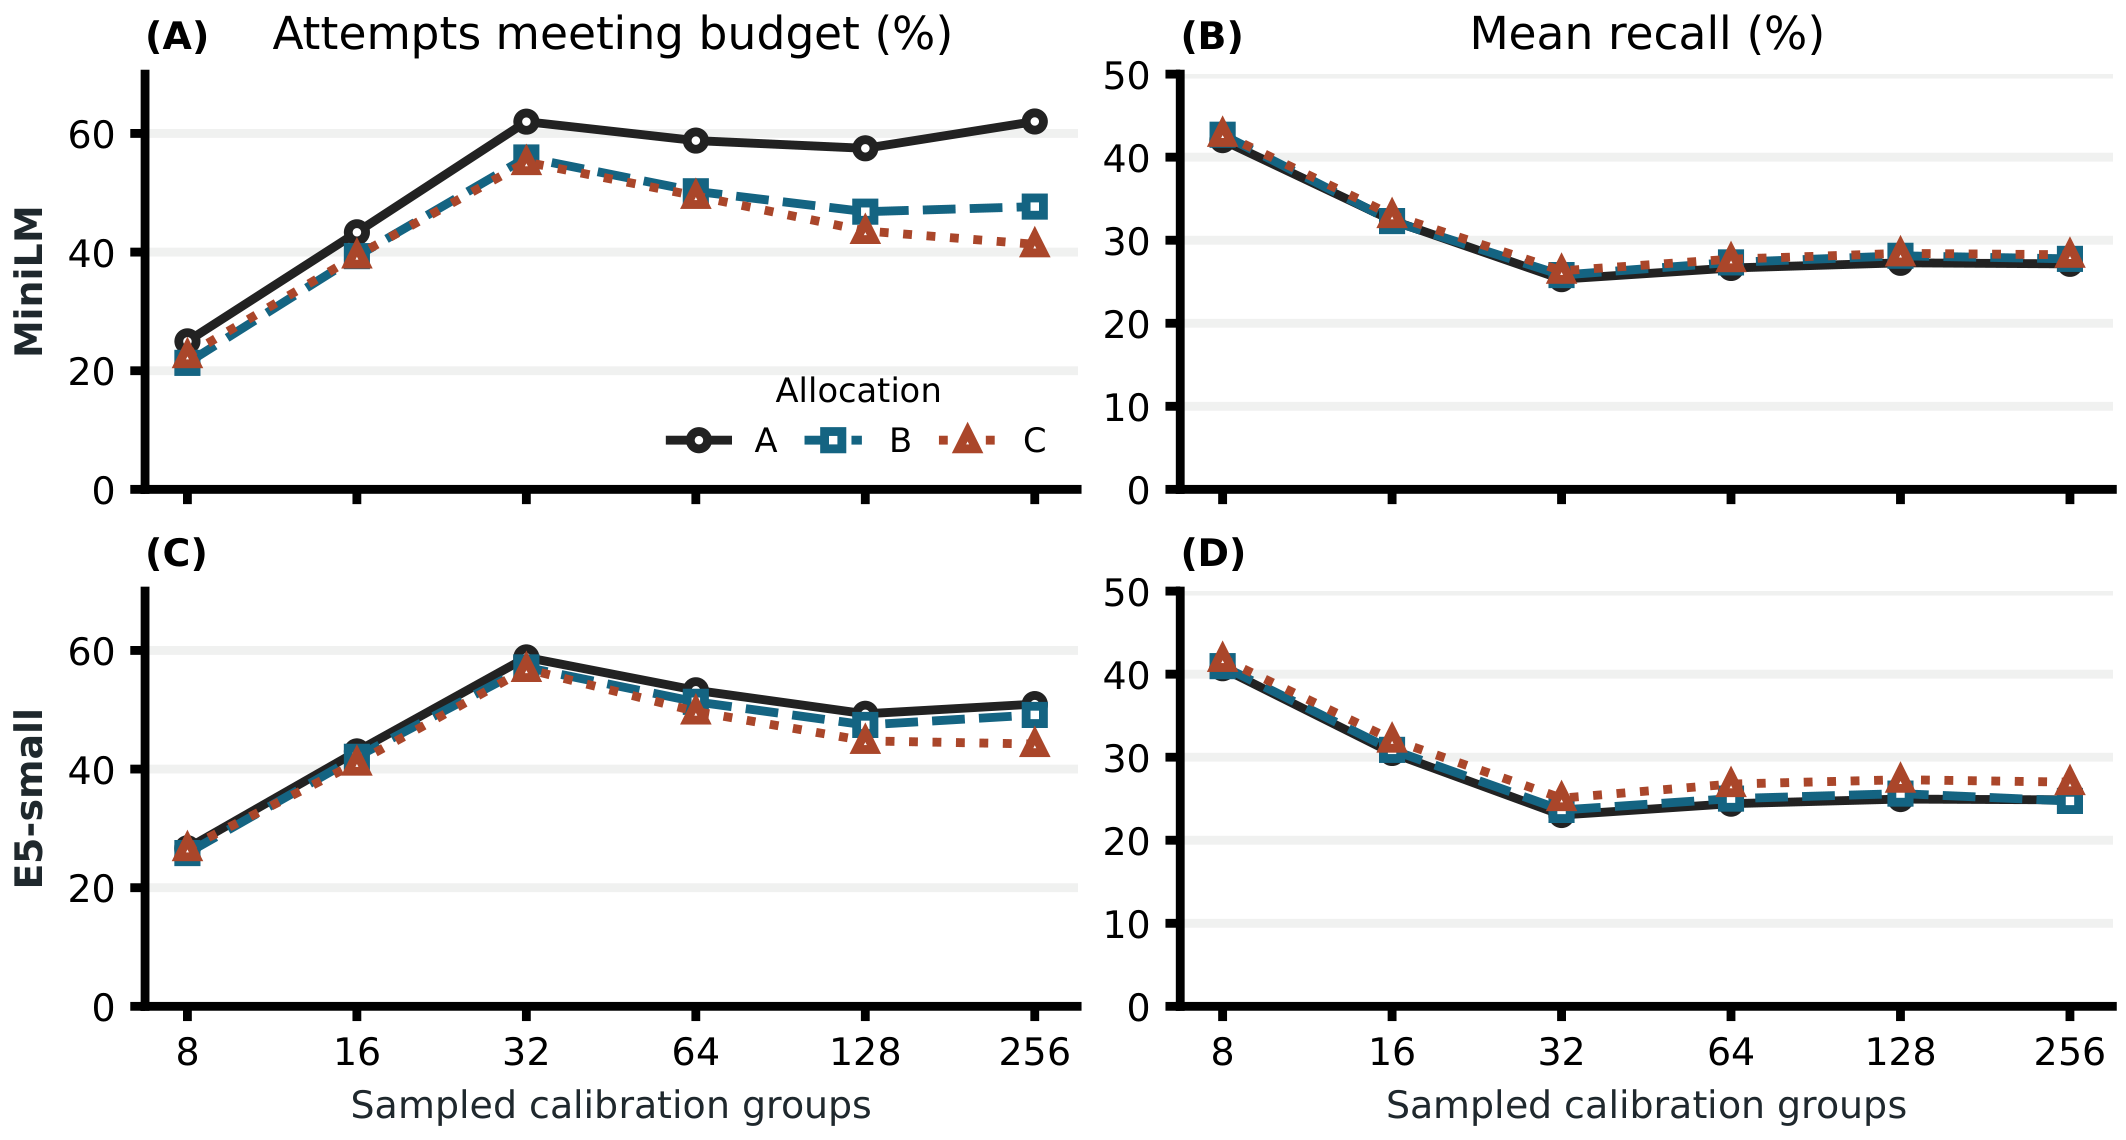 (A) Attempts meeting budget (%)
60
40
20
0
MiniLM
Allocation
A B C
(B) Mean recall (%)
50
40
30
20
10
0
(C)
60
40
20
0
E5-small
8 16 32 64 128 256
Sampled calibration groups
(D)
50
40
30
20
10
0
8 16 32 64 128 256
Sampled calibration groups